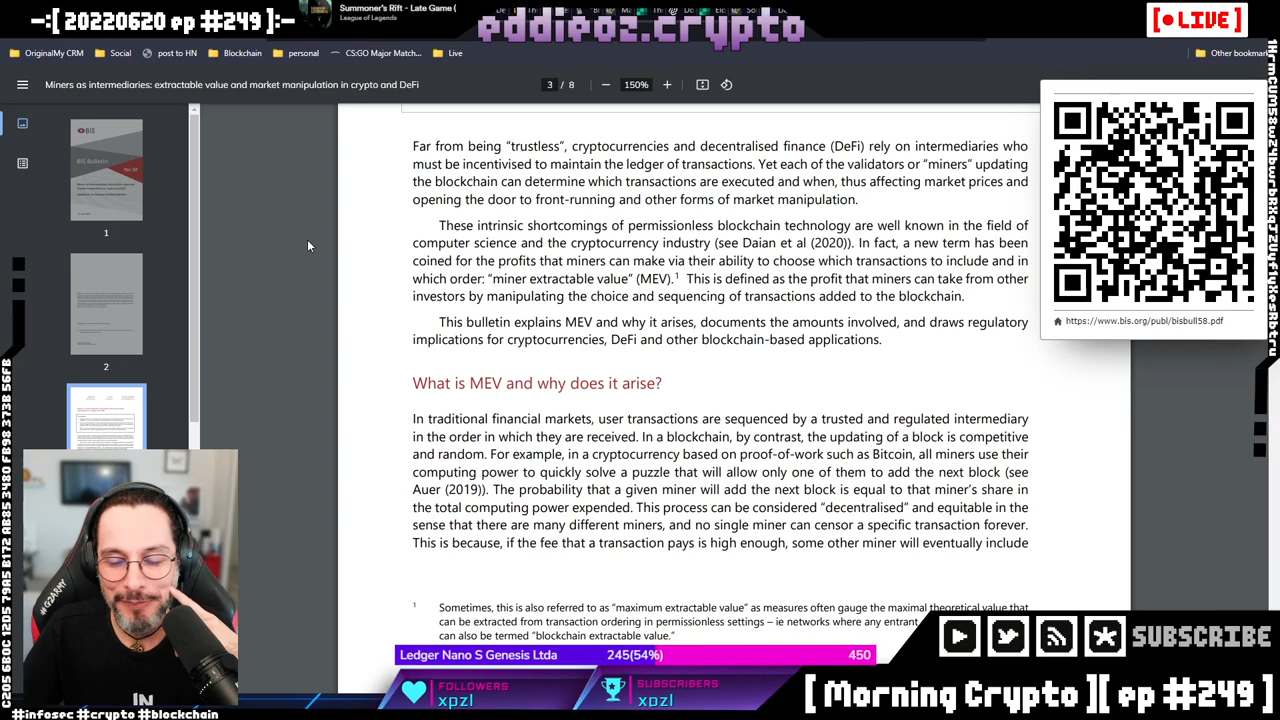 -:[ 20220620 ep #249 ]:-
Summoner's Rift - Late Game (
League of Legends
eddieoz.crypto
[● LIVE]
OriginalMy CRM
Social
post to HN
Blockchain
personal
CS:GO Major Match...
Live
Other bookmar
Miners as intermediaries: extractable value and market manipulation in crypto and DeFi
3 / 8
150%
BIS
BIS Bulletin
1
2
Far from being “trustless”, cryptocurrencies and decentralised finance (DeFi) rely on intermediaries who
must be incentivised to maintain the ledger of transactions. Yet each of the validators or “miners” updating
the blockchain can determine which transactions are executed and when, thus affecting market prices and
opening the door to front-running and other forms of market manipulation.
These intrinsic shortcomings of permissionless blockchain technology are well known in the field of
computer science and the cryptocurrency industry (see Daian et al (2020)). In fact, a new term has been
coined for the profits that miners can make via their ability to choose which transactions to include and in
which order: “miner extractable value” (MEV).1 This is defined as the profit that miners can take from other
investors by manipulating the choice and sequencing of transactions added to the blockchain.
This bulletin explains MEV and why it arises, documents the amounts involved, and draws regulatory
implications for cryptocurrencies, DeFi and other blockchain-based applications.
What is MEV and why does it arise?
In traditional financial markets, user transactions are sequenced by a trusted and regulated intermediary
in the order in which they are received. In a blockchain, by contrast, the updating of a block is competitive
and random. For example, in a cryptocurrency based on proof-of-work such as Bitcoin, all miners use their
computing power to quickly solve a puzzle that will allow only one of them to add the next block (see
Auer (2019)). The probability that a given miner will add the next block is equal to that miner’s share in
the total computing power expended. This process can be considered “decentralised” and equitable in the
sense that there are many different miners, and no single miner can censor a specific transaction forever.
This is because, if the fee that a transaction pays is high enough, some other miner will eventually include
1 Sometimes, this is also referred to as “maximum extractable value” as measures often gauge the maximal theoretical value that
can be extracted from transaction ordering in permissionless settings – ie networks where any entrant
can also be termed “blockchain extractable value.”
https://www.bis.org/publ/bisbull58.pdf
#G2ARMY
Ledger Nano S Genesis Ltda
245(54%)
450
FOLLOWERS
xpzl
SUBSCRIBERS
xpzl
SUBSCRIBE
[ Morning Crypto ][ ep #249 ]
#infosec #crypto #blockchain